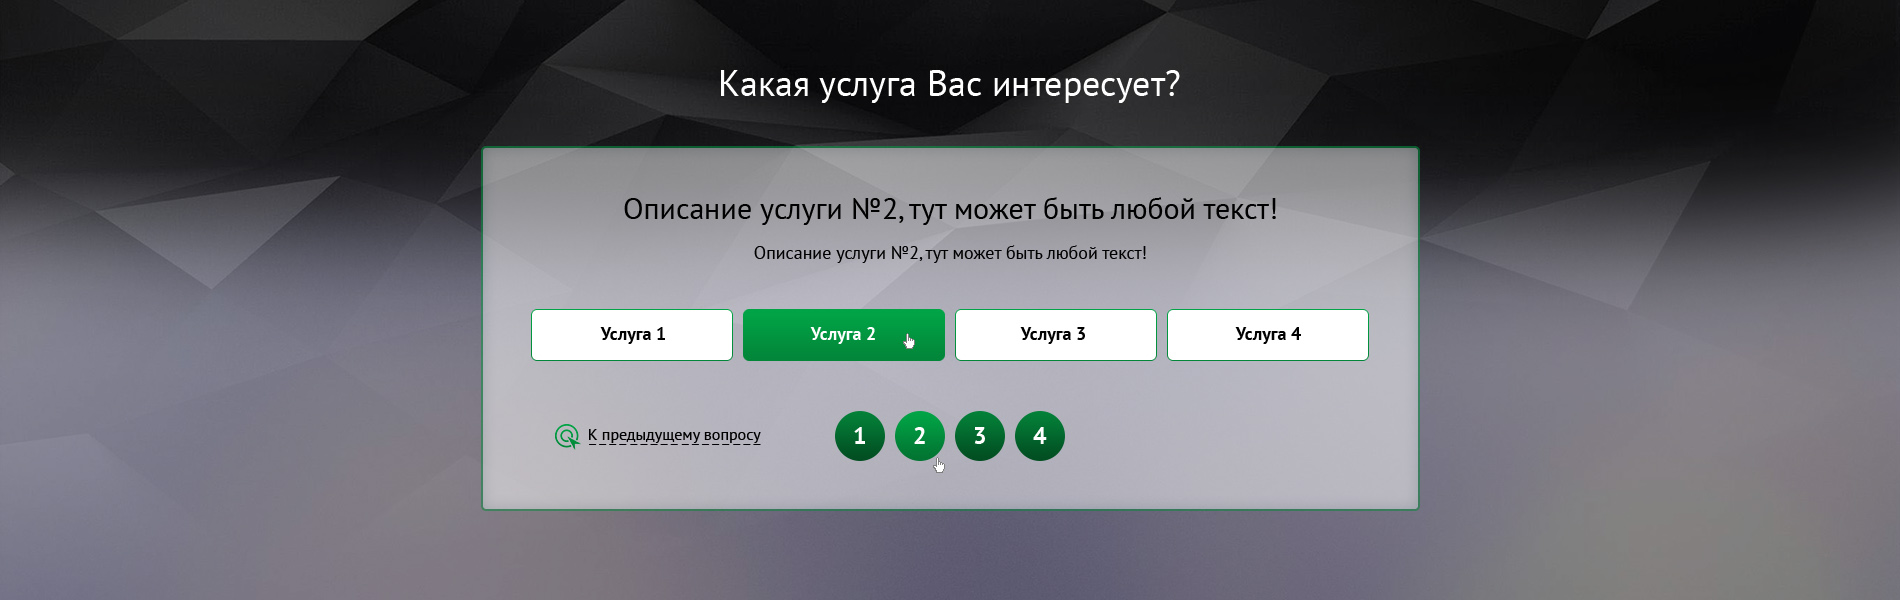 Какая услуга Вас интересует?
Описание услуги №2, тут может быть любой текст!
Описание услуги №2, тут может быть любой текст!
Услуга 1
Услуга 2
Услуга 3
Услуга 4
К предыдущему вопросу
1
2
3
4